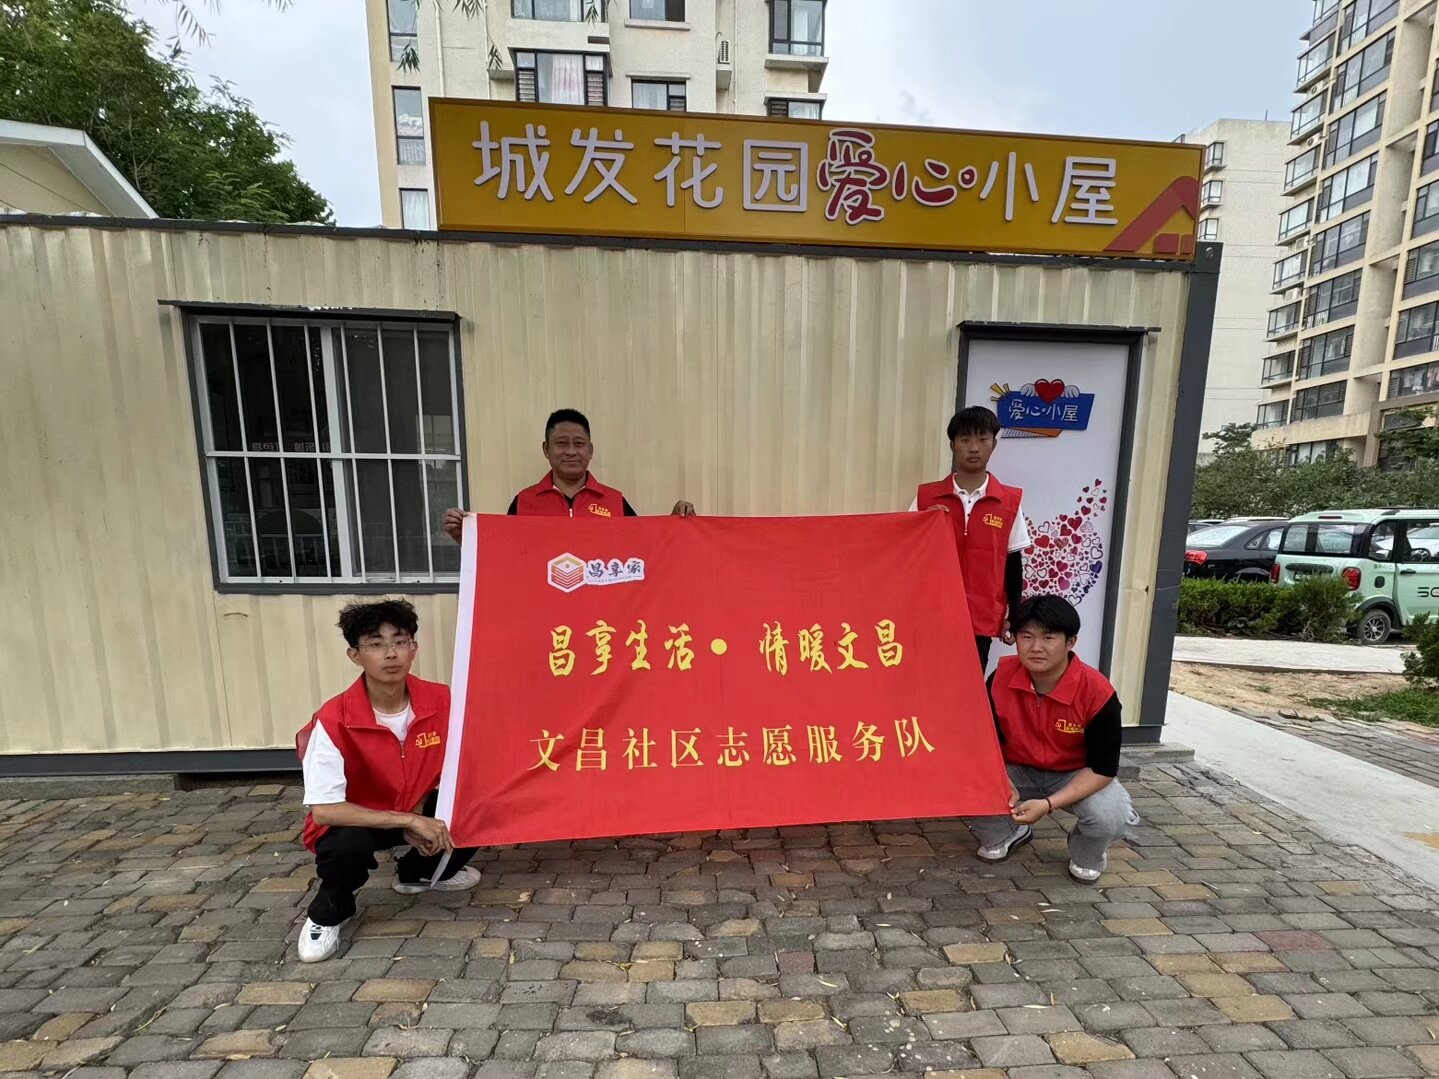 城发花园爱心小屋
爱心小屋
昌享家
昌享生活·情暖文昌
文昌社区志愿服务队